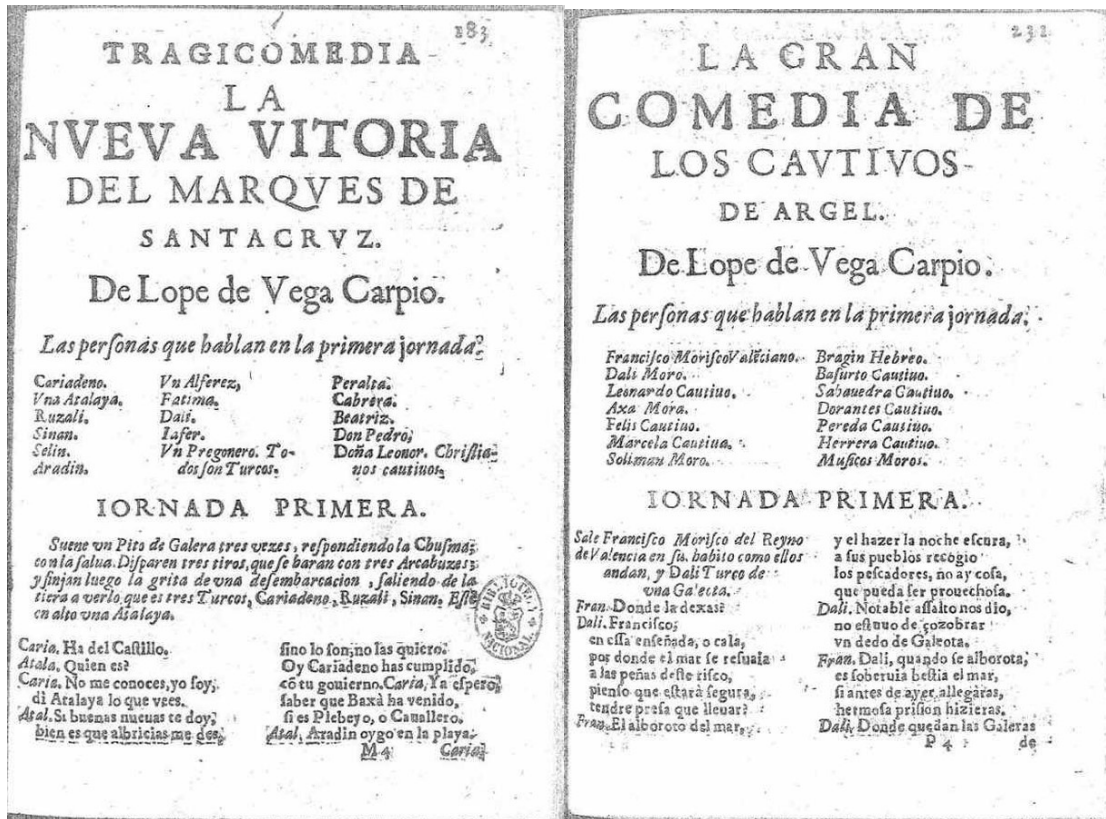 183
TRAGICOMEDIA
LA
NVEVA VITORIA
DEL MARQVES DE
SANTACRVZ.
De Lope de Vega Carpio.
Las perſonas que hablan en la primera jornada.
Cariadeno.
Vna Atalaya.
Ruzali.
Sinan.
Selin.
Aradin.
Vn Alferez,
Fatima.
Dali.
Iafer.
Vn Pregonero. To-
dos ſon Turcos.
Peralta.
Cabrera.
Beatriz.
Don Pedro,
Doña Leonor. Chriſtia-
nos cautiuos.
IORNADA PRIMERA.
Suene vn Pito de Galera tres vezes, reſpondiendo la Chuſma,
con la ſalua. Diſparen tres tiros, que ſe haran con tres Arcabuzes;
y finjan luego la grita de vna deſembarcacion, ſaliendo de la
tierra a verlo, que es tres Turcos, Cariadeno, Ruzali, Sinan. Eſtè
en alto vna Atalaya.
Caria. Ha del Caſtillo.
Atala. Quien es?
Caria. No me conoces, yo ſoy,
di Atalaya lo que vees.
Atal. Si buenas nueuas te doy,
bien es que albricias me des,
ſino lo ſon, no las quiero.
Oy Cariadeno has cumplido,
cõ tu gouierno. Caria, Ya eſpero,
ſaber que Baxà ha venido,
ſi es Plebeyo, o Cauallero.
Atal, Aradin oygo en la playa.
M 4
Caria.
BIBLIOTECA
NACIONAL
232
LA GRAN
COMEDIA DE
LOS CAVTIVOS
DE ARGEL.
De Lope de Vega Carpio.
Las perſonas que hablan en la primera jornada.
Franciſco Moriſco Valẽciano.
Dali Moro.
Leonardo Cautiuo.
Axa Mora.
Felis Cautiuo.
Marcela Cautiua.
Soliman Moro.
Bragin Hebreo.
Baſurto Cautiuo.
Sabauedra Cautiuo.
Dorantes Cautiuo.
Pereda Cautiuo.
Herrera Cautiuo.
Muſicos Moros.
IORNADA PRIMERA.
Sale Franciſco Moriſco del Reyno
de Valencia en ſu habito como ellos
andan, y Dali Turco de
vna Galeota.
Fran. Donde la dexas?
Dali. Franciſco,
en eſſa enſeñada, o cala,
por donde el mar ſe reſuala
a las peñas deſte riſco,
pienſo que eſtarà ſegura,
tendre preſa que lleuar?
Fran. El alboroto del mar,
y el hazer la noche eſcura,
a ſus pueblos recogio
los peſcadores, no ay coſa,
que pueda ſer prouechoſa.
Dali. Notable aſſalto nos dio,
no eſtuuo de çozobrar
vn dedo de Galeota.
Fran. Dali, quando ſe alborota,
es ſoberuia beſtia el mar,
ſi antes de ayer allegàras,
hermoſa priſion hizieras.
Dali. Donde quedan las Galeras
P 4
de